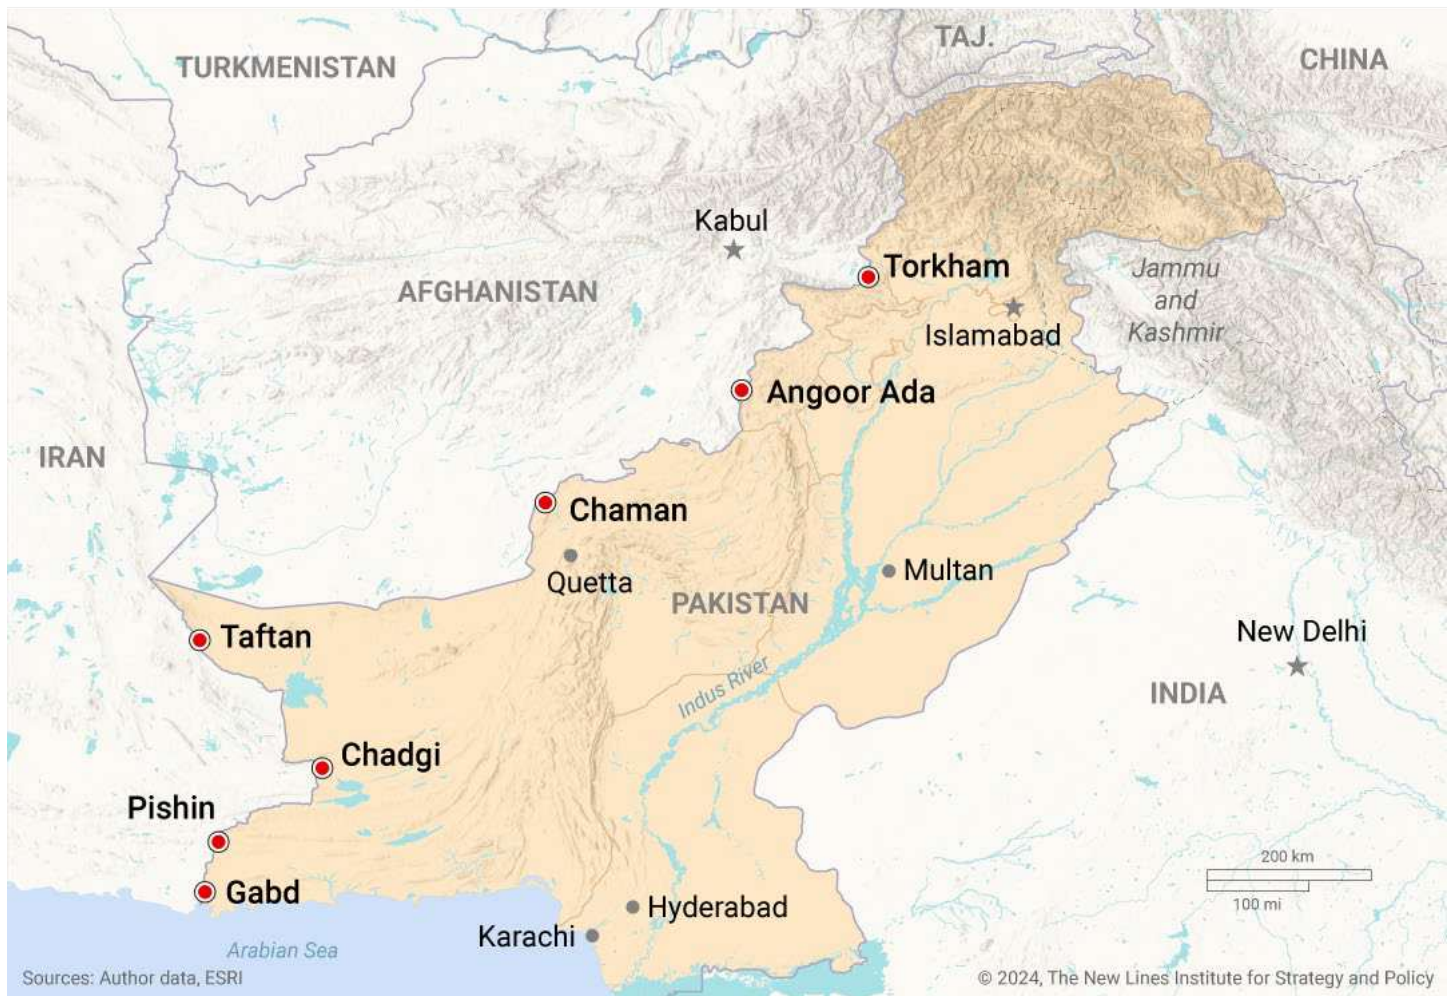 TAJ.
TURKMENISTAN
CHINA
Kabul
Torkham
Jammu
and
Kashmir
AFGHANISTAN
Islamabad
Angoor Ada
IRAN
Chaman
Quetta
Multan
PAKISTAN
Taftan
New Delhi
Indus River
INDIA
Chadgi
Pishin
200 km
100 mi
Gabd
Hyderabad
Karachi
Arabian Sea
Sources: Author data, ESRI
© 2024, The New Lines Institute for Strategy and Policy